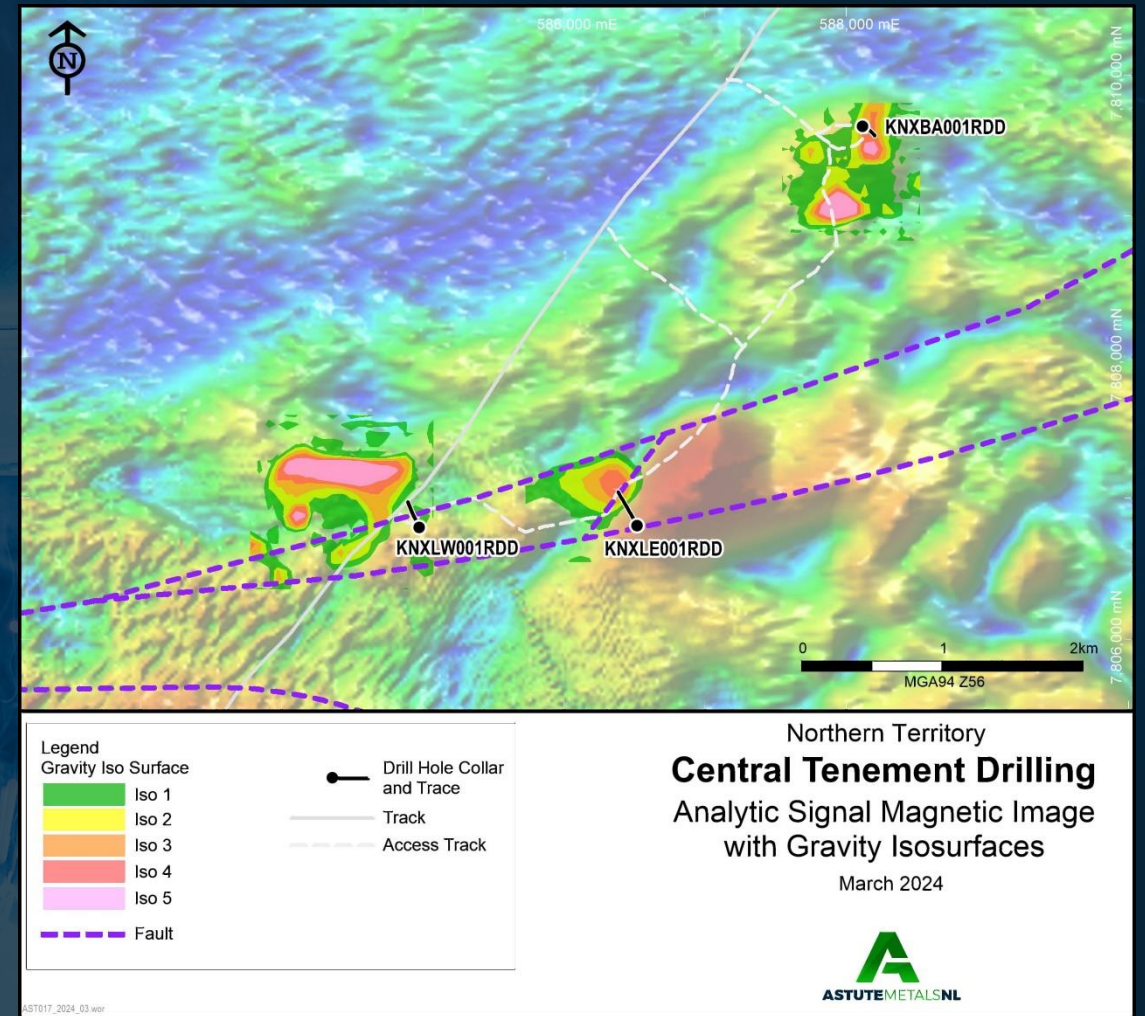 N
586,000 mE
588,000 mE
7,810,000 mN
KNXBA001RDD
7,808,000 mN
KNXLW001RDD
KNXLE001RDD
7,806,000 mN
0 1 2km
MGA94 Z56
Legend
Gravity Iso Surface
Iso 1
Iso 2
Iso 3
Iso 4
Iso 5
Fault
Drill Hole Collar
and Trace
Track
Access Track
Northern Territory
Central Tenement Drilling
Analytic Signal Magnetic Image
with Gravity Isosurfaces
March 2024
ASTUTEMETALSNL
AST017_2024_03.wor